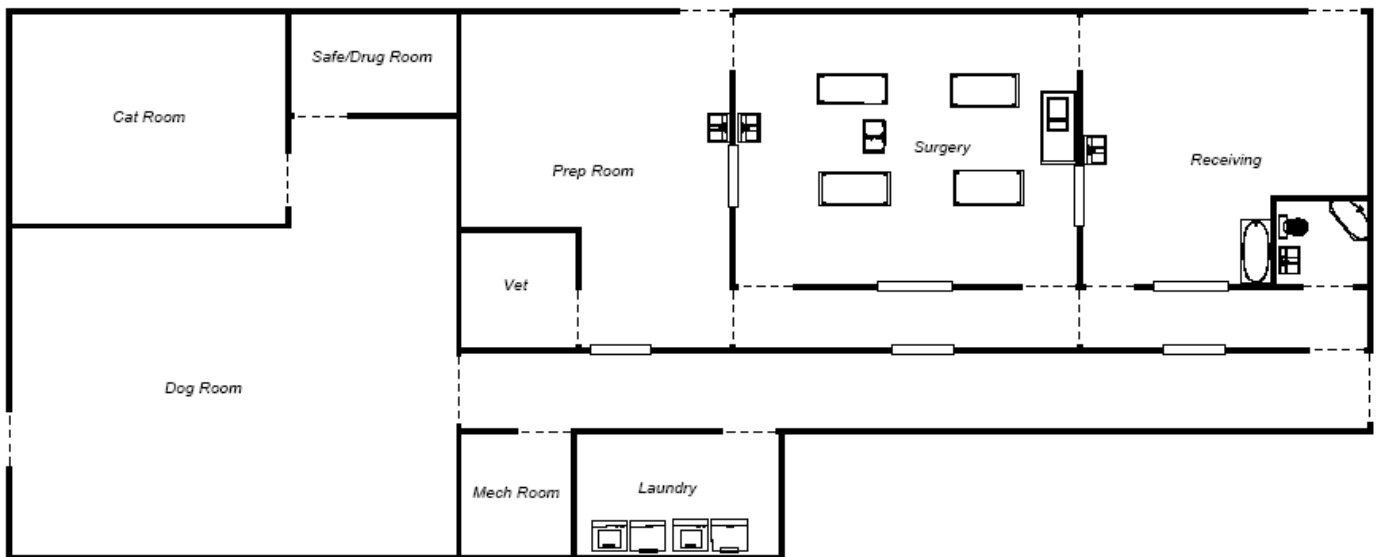 Safe/Drug Room
Cat Room
Surgery
Receiving
Prep Room
Vet
Dog Room
Mech Room
Laundry